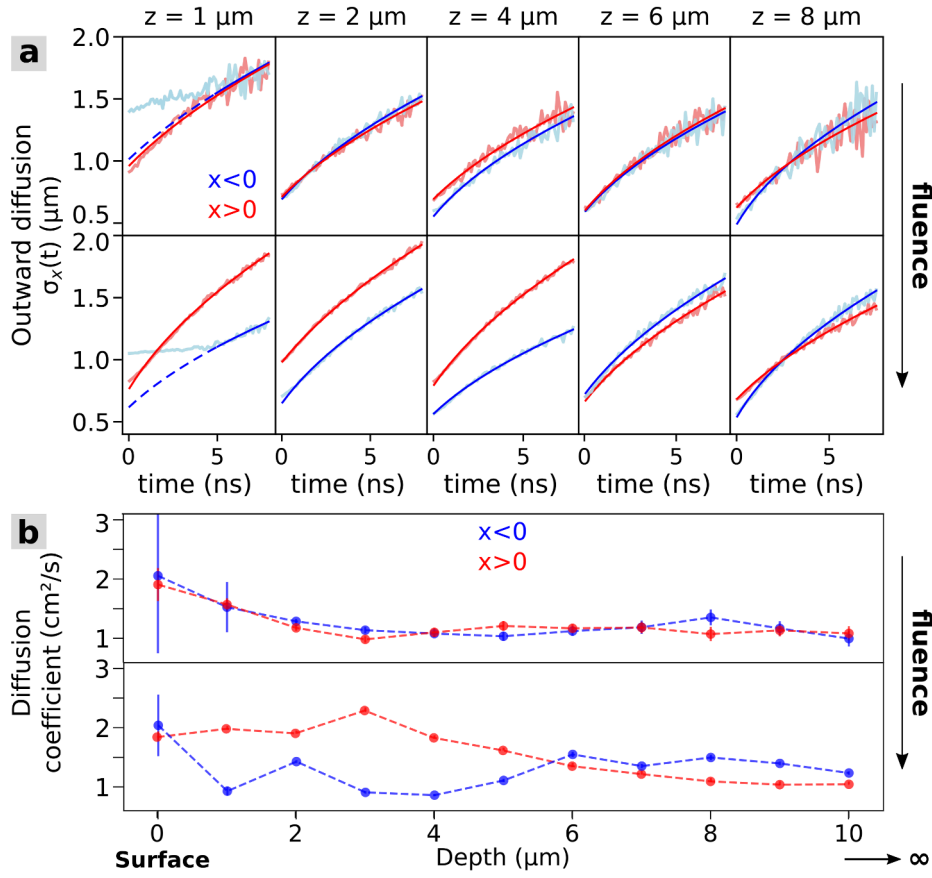 z = 1 μm z = 2 μm z = 4 μm z = 6 μm z = 8 μm
a
Outward diffusion
σx(t) (μm)
2.0
1.5
1.0
0.5
x<0
x>0
2.0
1.5
1.0
0.5
fluence
0 5 0 5 0 5 0 5 0 5
time (ns) time (ns) time (ns) time (ns) time (ns)
b
Diffusion
coefficient (cm²/s)
3
2
1
x<0
x>0
3
2
1
fluence
0 2 4 6 8 10
Surface Depth (μm) ∞